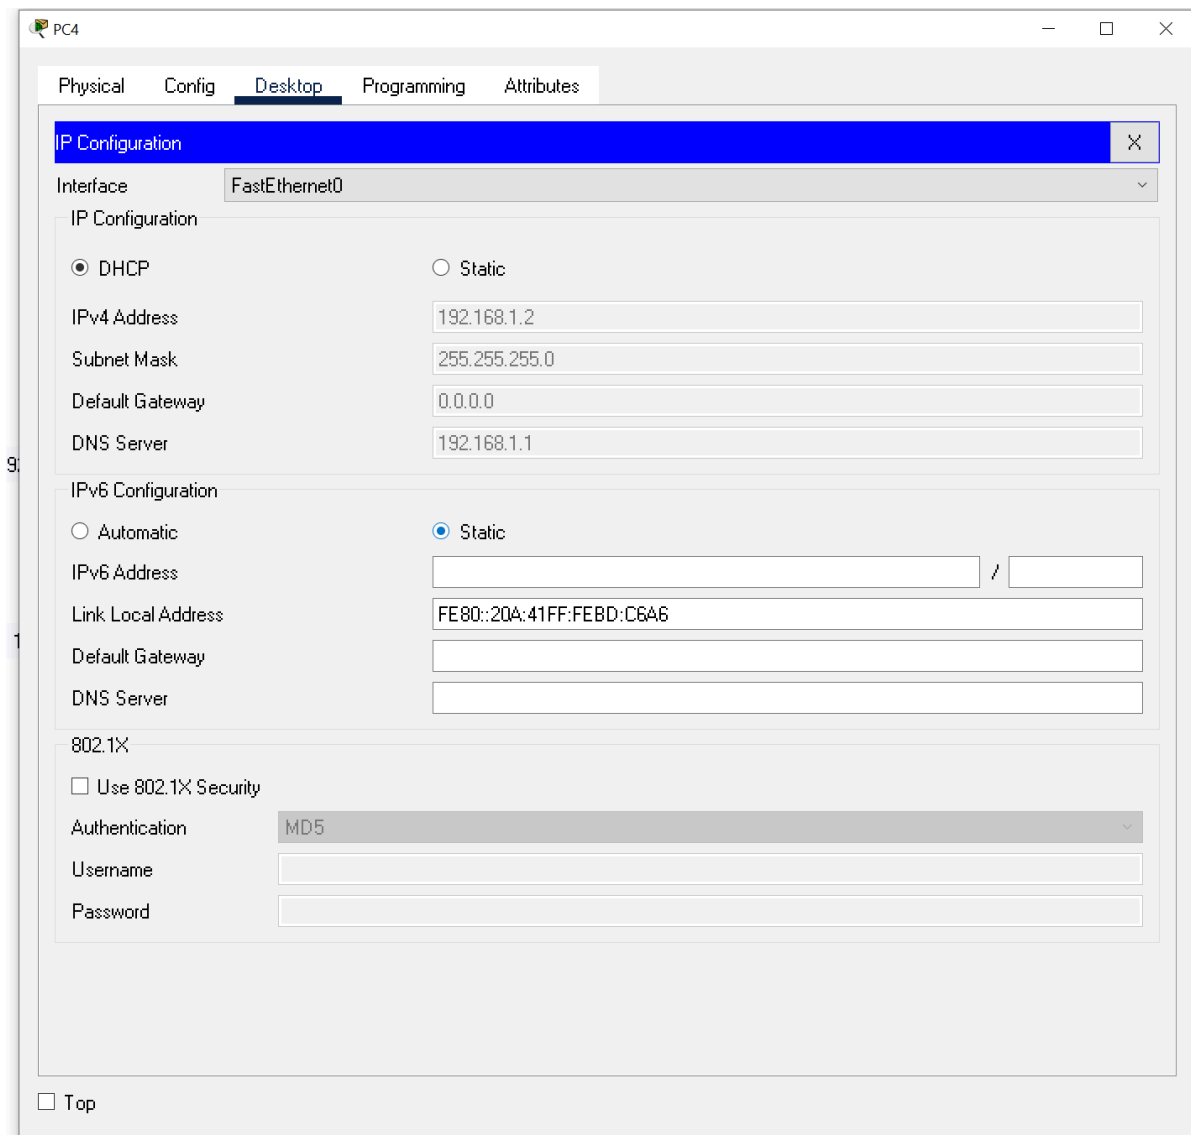 PC4
Physical Config Desktop Programming Attributes
IP Configuration X
Interface FastEthernet0
IP Configuration
DHCP Static
IPv4 Address 192.168.1.2
Subnet Mask 255.255.255.0
Default Gateway 0.0.0.0
DNS Server 192.168.1.1
IPv6 Configuration
Automatic Static
IPv6 Address /
Link Local Address FE80::20A:41FF:FEBD:C6A6
Default Gateway
DNS Server
802.1X
Use 802.1X Security
Authentication MD5
Username
Password
Top